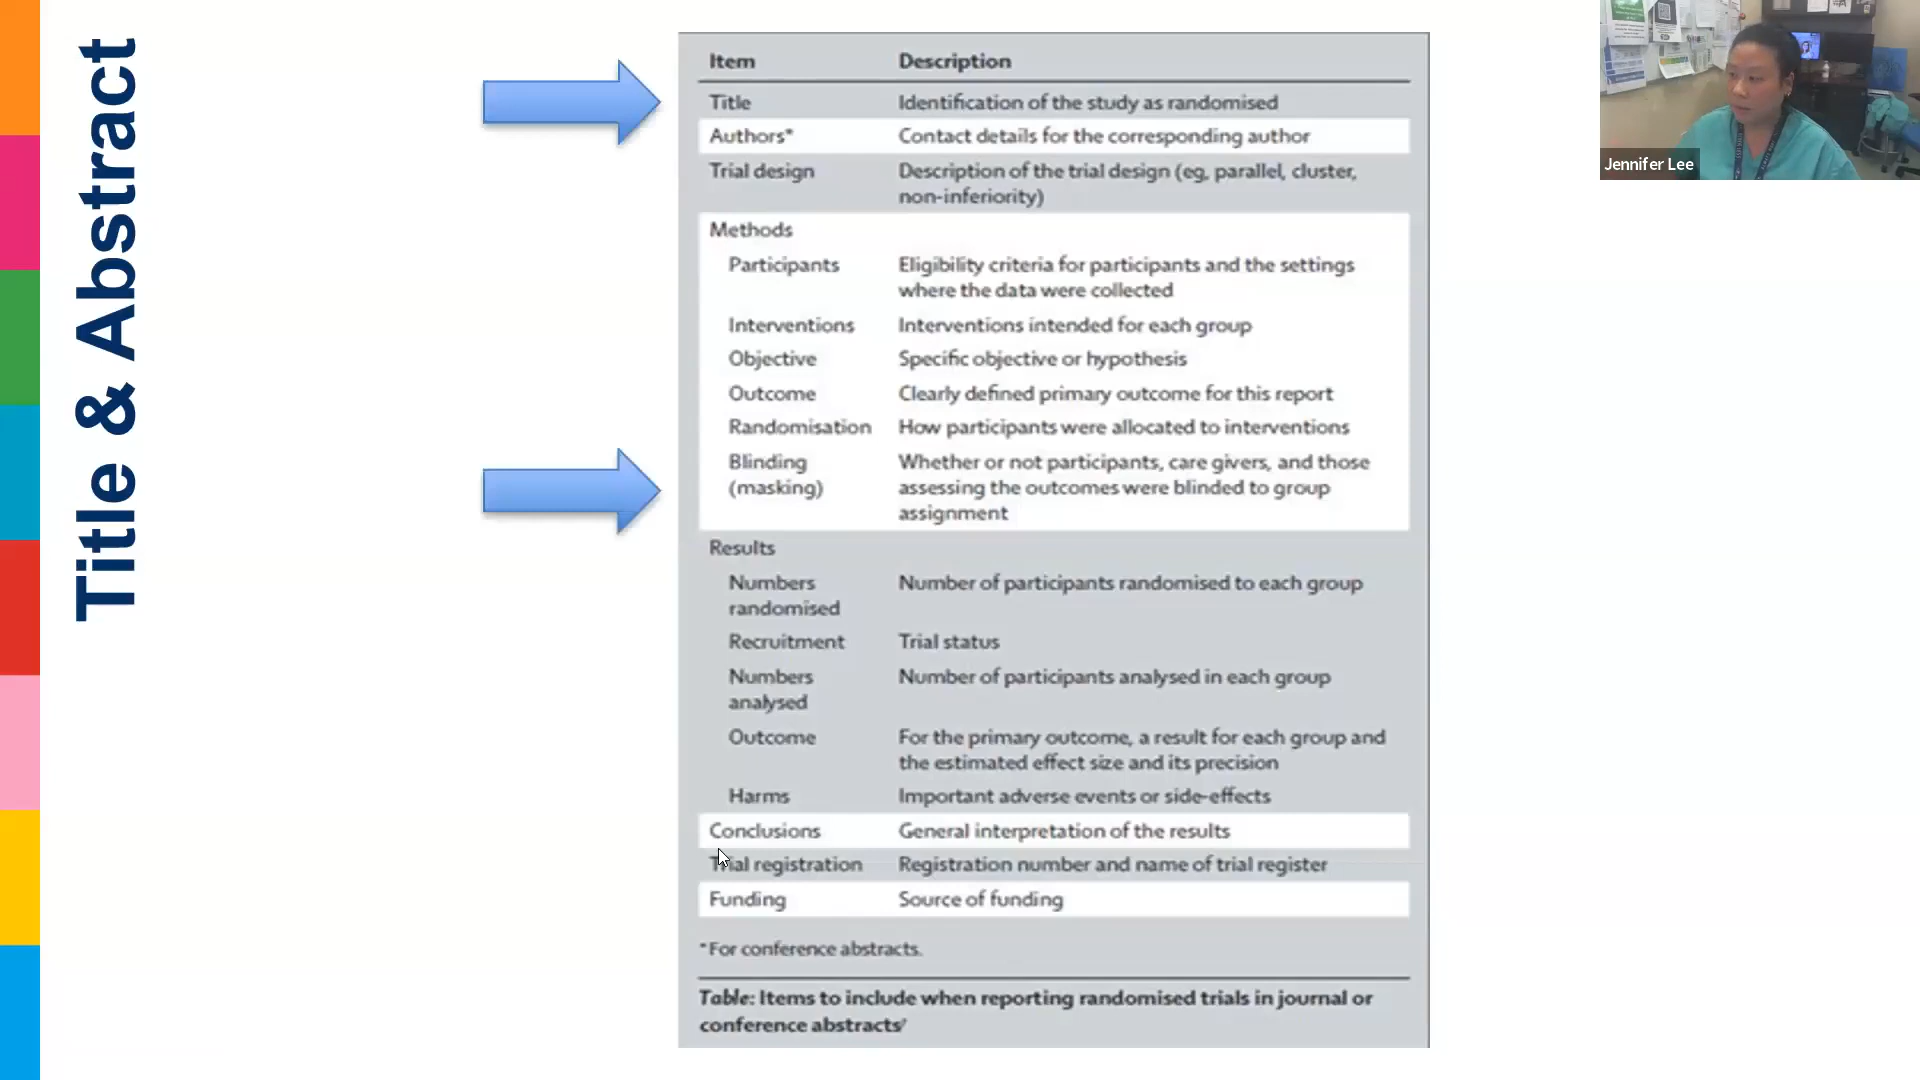 Title & Abstract
Item Description
Title Identification of the study as randomised
Authors* Contact details for the corresponding author
Trial design Description of the trial design (eg, parallel, cluster,
non-inferiority)
Methods
Participants Eligibility criteria for participants and the settings
where the data were collected
Interventions Interventions intended for each group
Objective Specific objective or hypothesis
Outcome Clearly defined primary outcome for this report
Randomisation How participants were allocated to interventions
Blinding Whether or not participants, care givers, and those
(masking) assessing the outcomes were blinded to group
assignment
Results
Numbers Number of participants randomised to each group
randomised
Recruitment Trial status
Numbers Number of participants analysed in each group
analysed
Outcome For the primary outcome, a result for each group and
the estimated effect size and its precision
Harms Important adverse events or side-effects
Conclusions General interpretation of the results
Trial registration Registration number and name of trial register
Funding Source of funding
*For conference abstracts.
Table: Items to include when reporting randomised trials in journal or
conference abstracts
Jennifer Lee